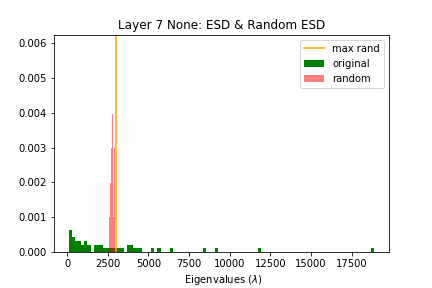 Layer 7 None: ESD & Random ESD
max rand
original
random
0.006
0.005
0.004
0.003
0.002
0.001
0.000
0 2500 5000 7500 10000 12500 15000 17500
Eigenvalues (λ)